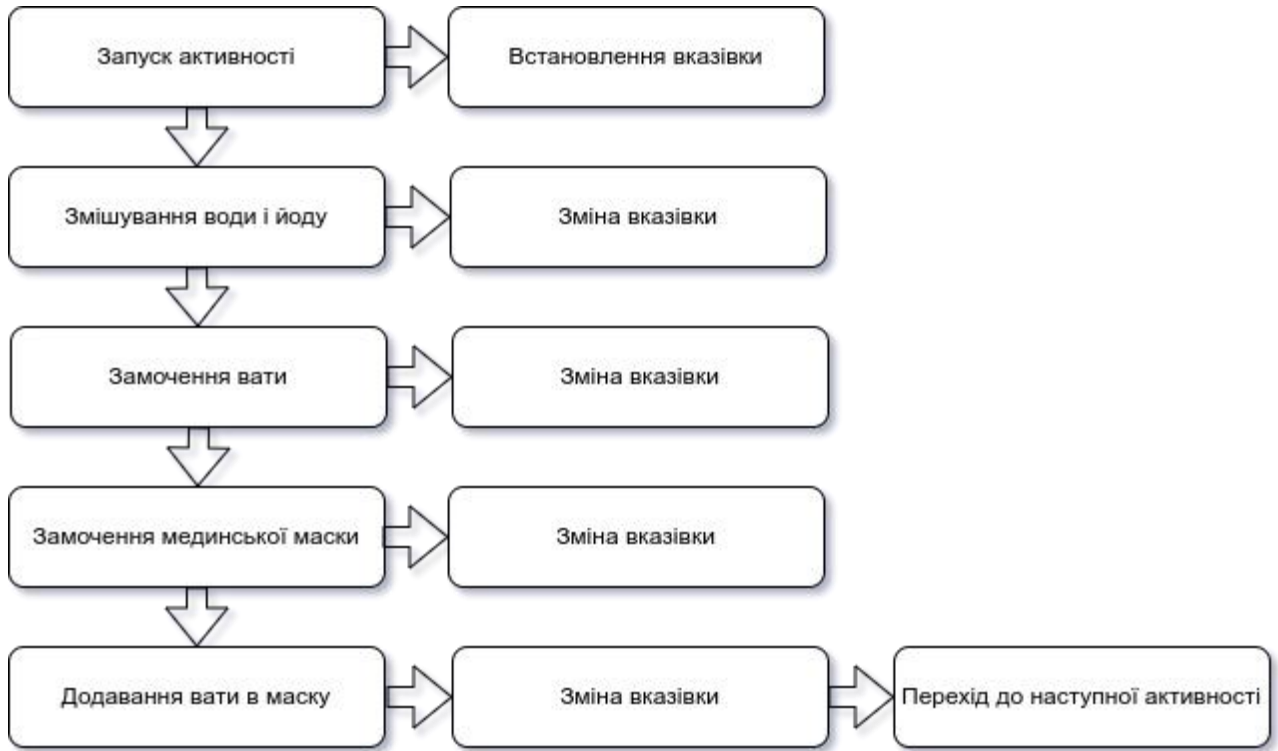 Запуск активності
Встановлення вказівки
Змішування води і йоду
Зміна вказівки
Замочення вати
Зміна вказівки
Замочення мединської маски
Зміна вказівки
Додавання вати в маску
Зміна вказівки
Перехід до наступної активності